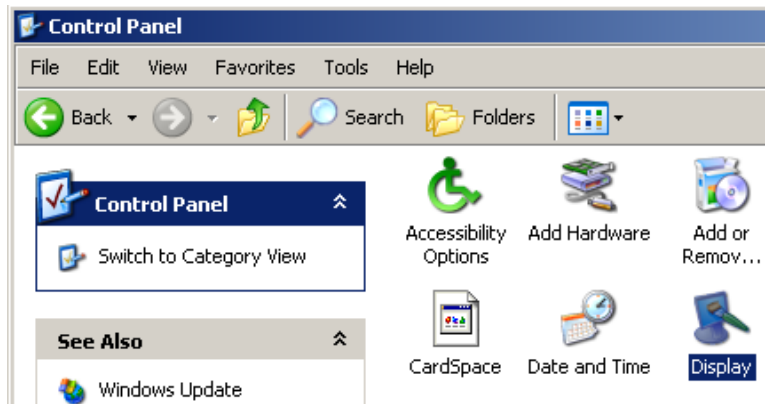 Control Panel
File Edit View Favorites Tools Help
Back Search Folders
Control Panel
Switch to Category View
See Also
Windows Update
Accessibility Options
Add Hardware
Add or Remov...
CardSpace
Date and Time
Display